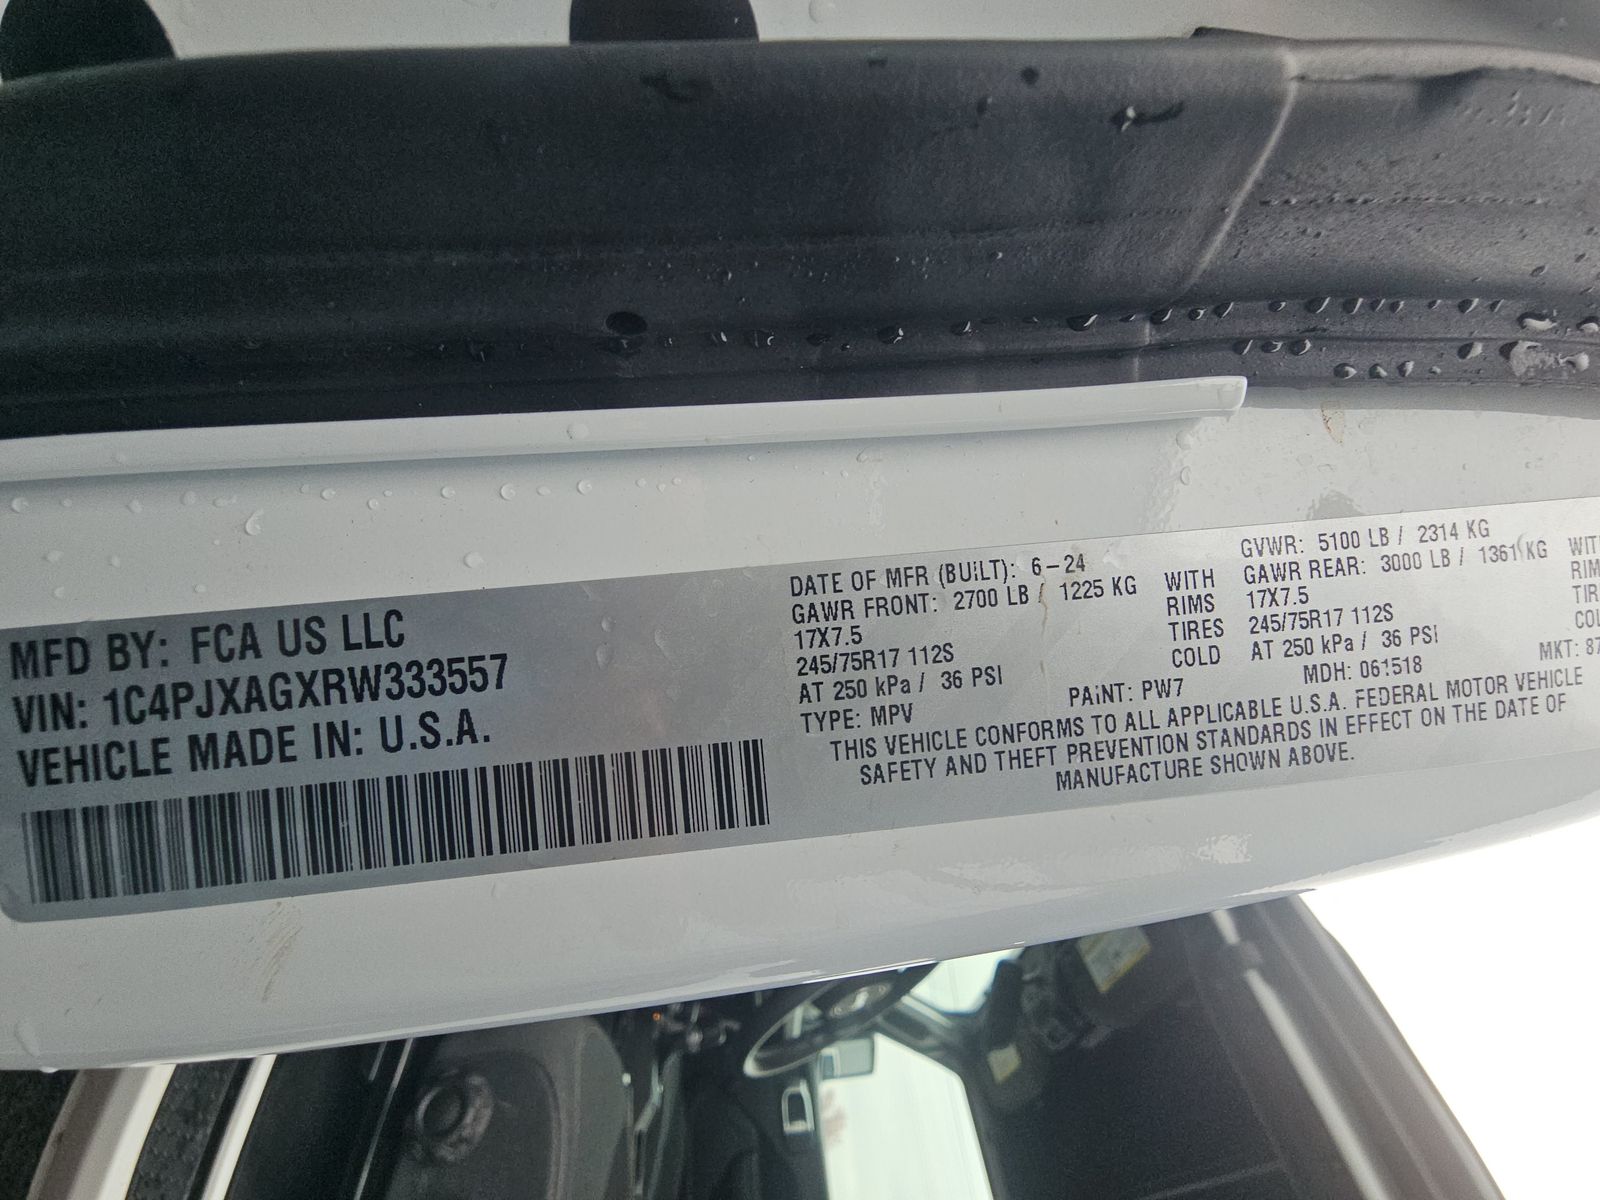 MFD BY: FCA US LLC
VIN: 1C4PJXAGXRW333557
VEHICLE MADE IN: U.S.A.
DATE OF MFR (BUILT): 6-24 GVWR: 5100 LB / 2314 KG
GAWR FRONT: 2700 LB / 1225 KG WITH GAWR REAR: 3000 LB / 1361 KG
17X7.5 RIMS 17X7.5
245/75R17 112S TIRES 245/75R17 112S
AT 250 kPa / 36 PSI COLD AT 250 kPa / 36 PSI
TYPE: MPV PAINT: PW7 MDH: 061518 MKT: 87
THIS VEHICLE CONFORMS TO ALL APPLICABLE U.S.A. FEDERAL MOTOR VEHICLE
SAFETY AND THEFT PREVENTION STANDARDS IN EFFECT ON THE DATE OF
MANUFACTURE SHOWN ABOVE.